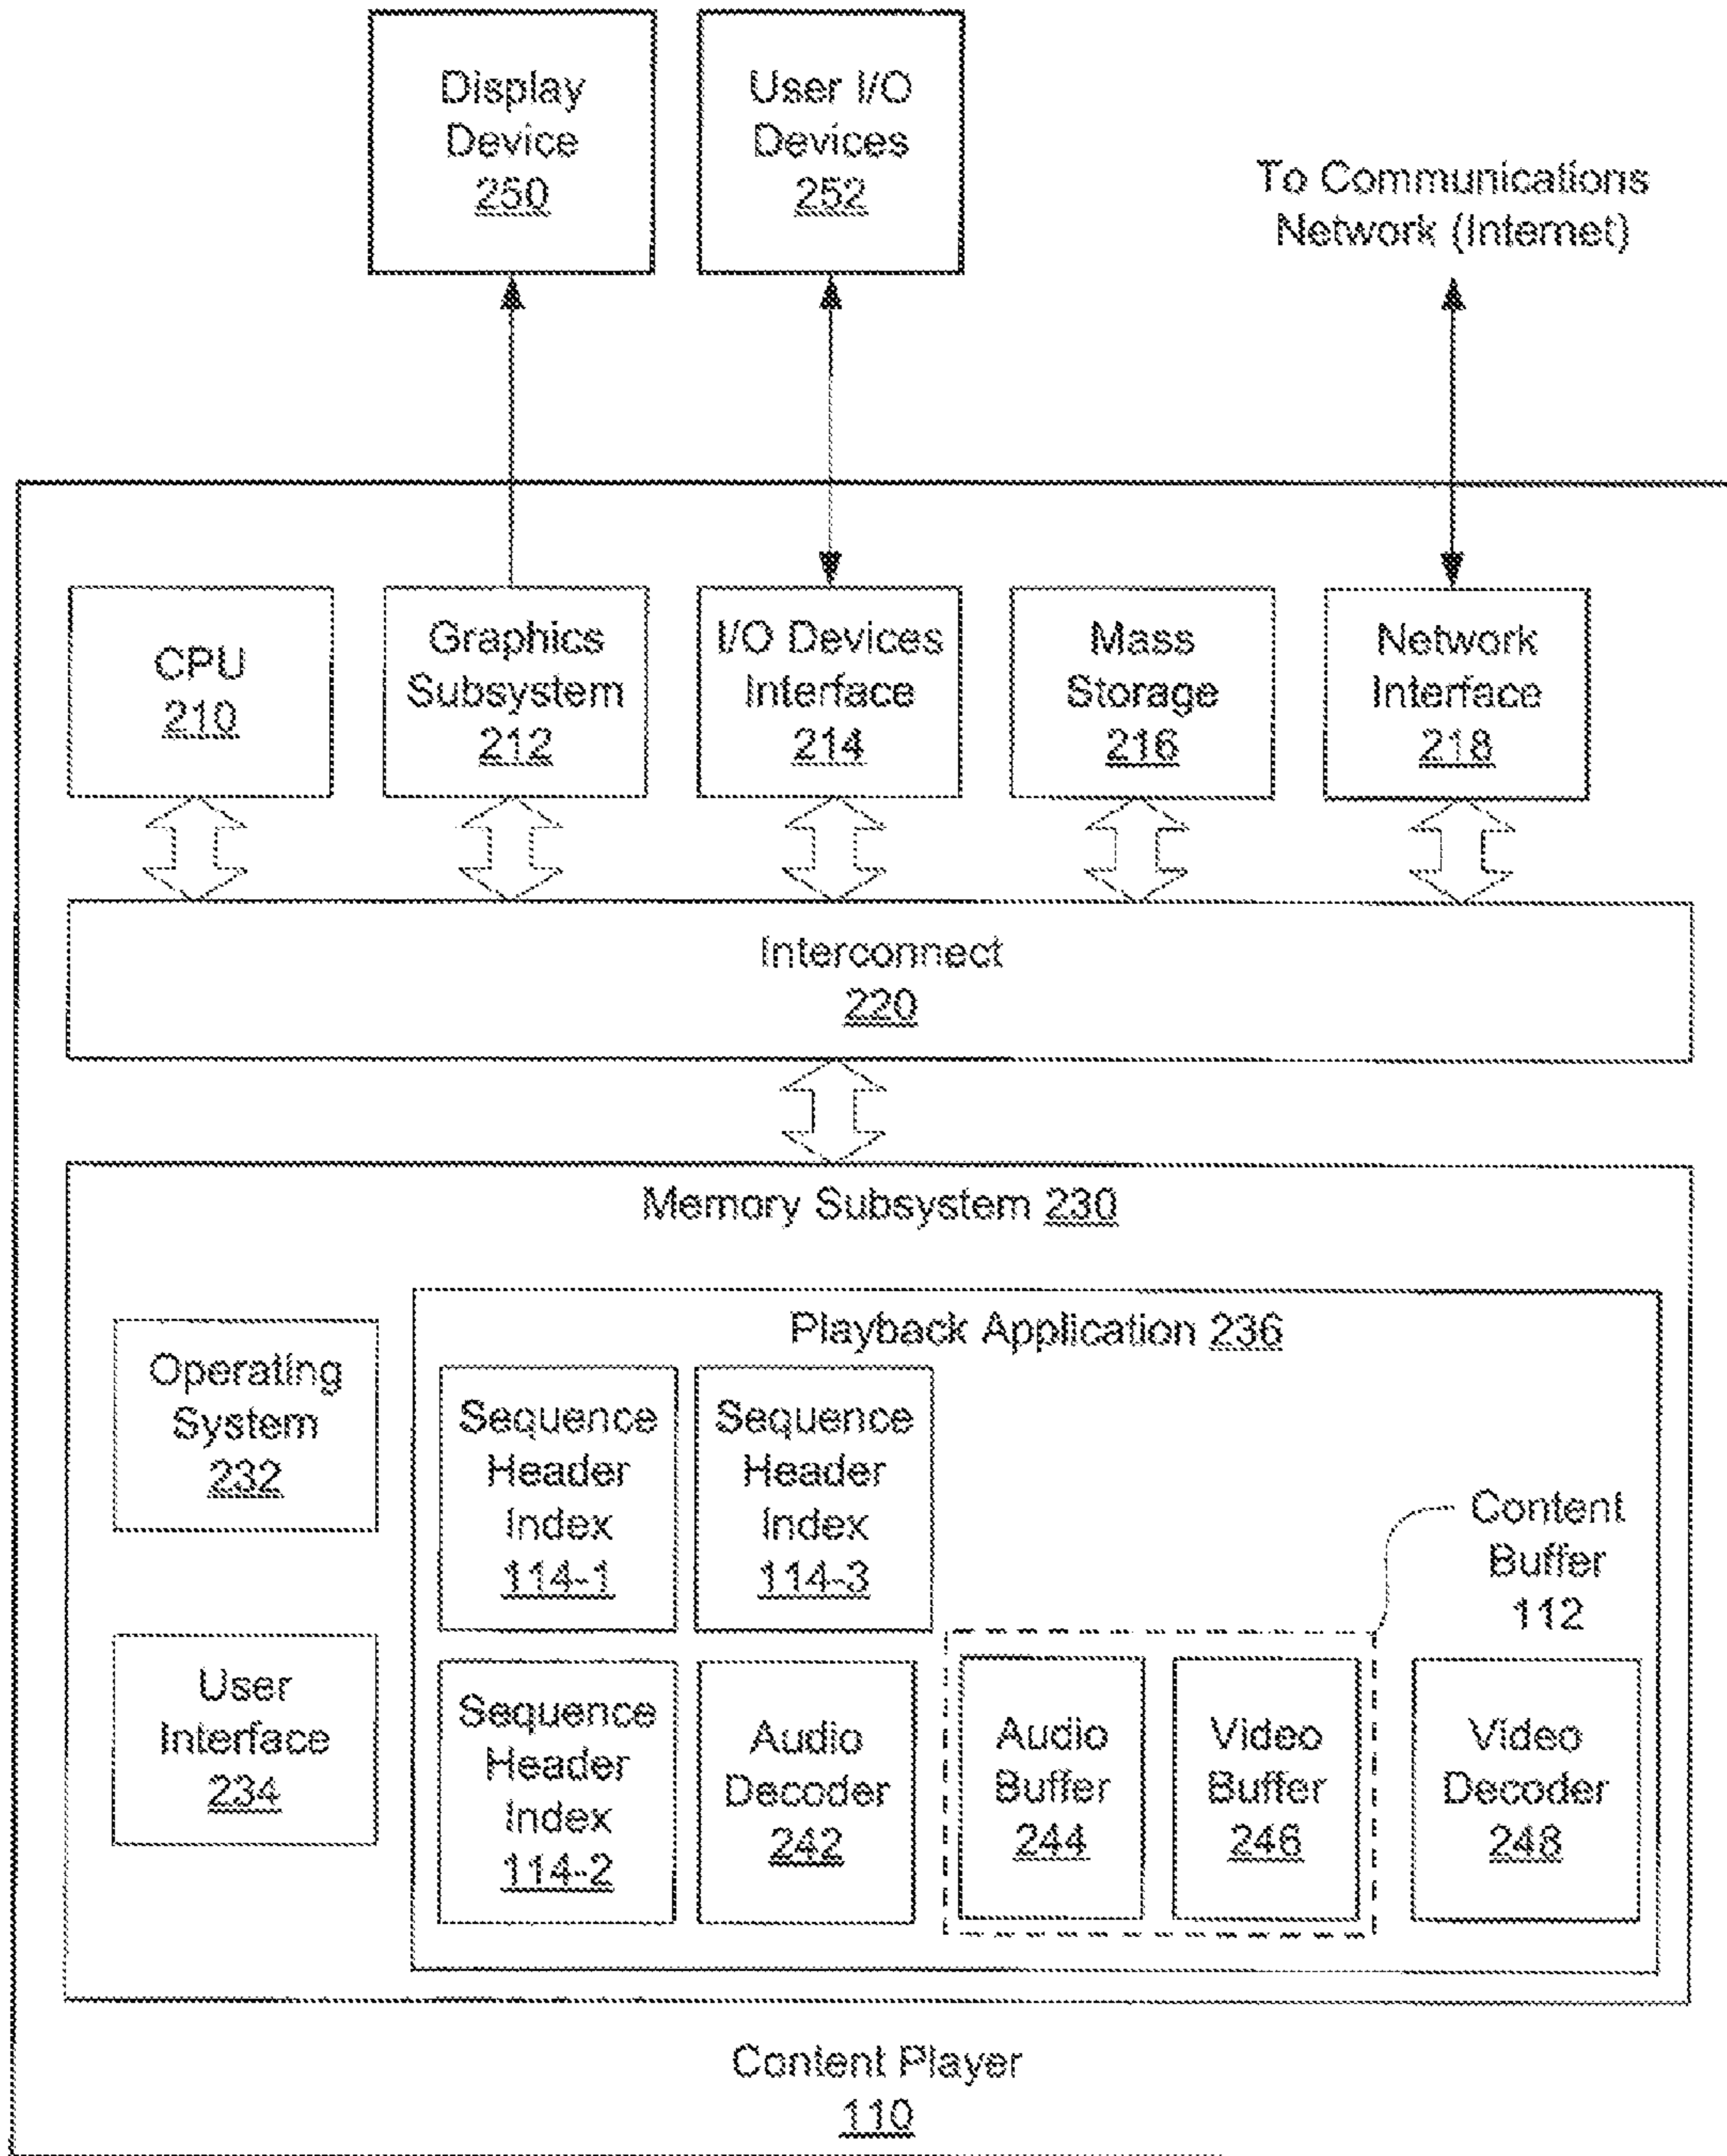 Display
Device
250
User I/O
Devices
252
To Communications
Network (Internet)
CPU
210
Graphics
Subsystem
212
I/O Devices
Interface
214
Mass
Storage
216
Network
Interface
218
Interconnect
220
Memory Subsystem 230
Operating
System
232
User
Interface
234
Playback Application 236
Sequence
Header
Index
114-1
Sequence
Header
Index
114-3
Content
Buffer
112
Sequence
Header
Index
114-2
Audio
Decoder
242
Audio
Buffer
244
Video
Buffer
246
Video
Decoder
248
Content Player
110